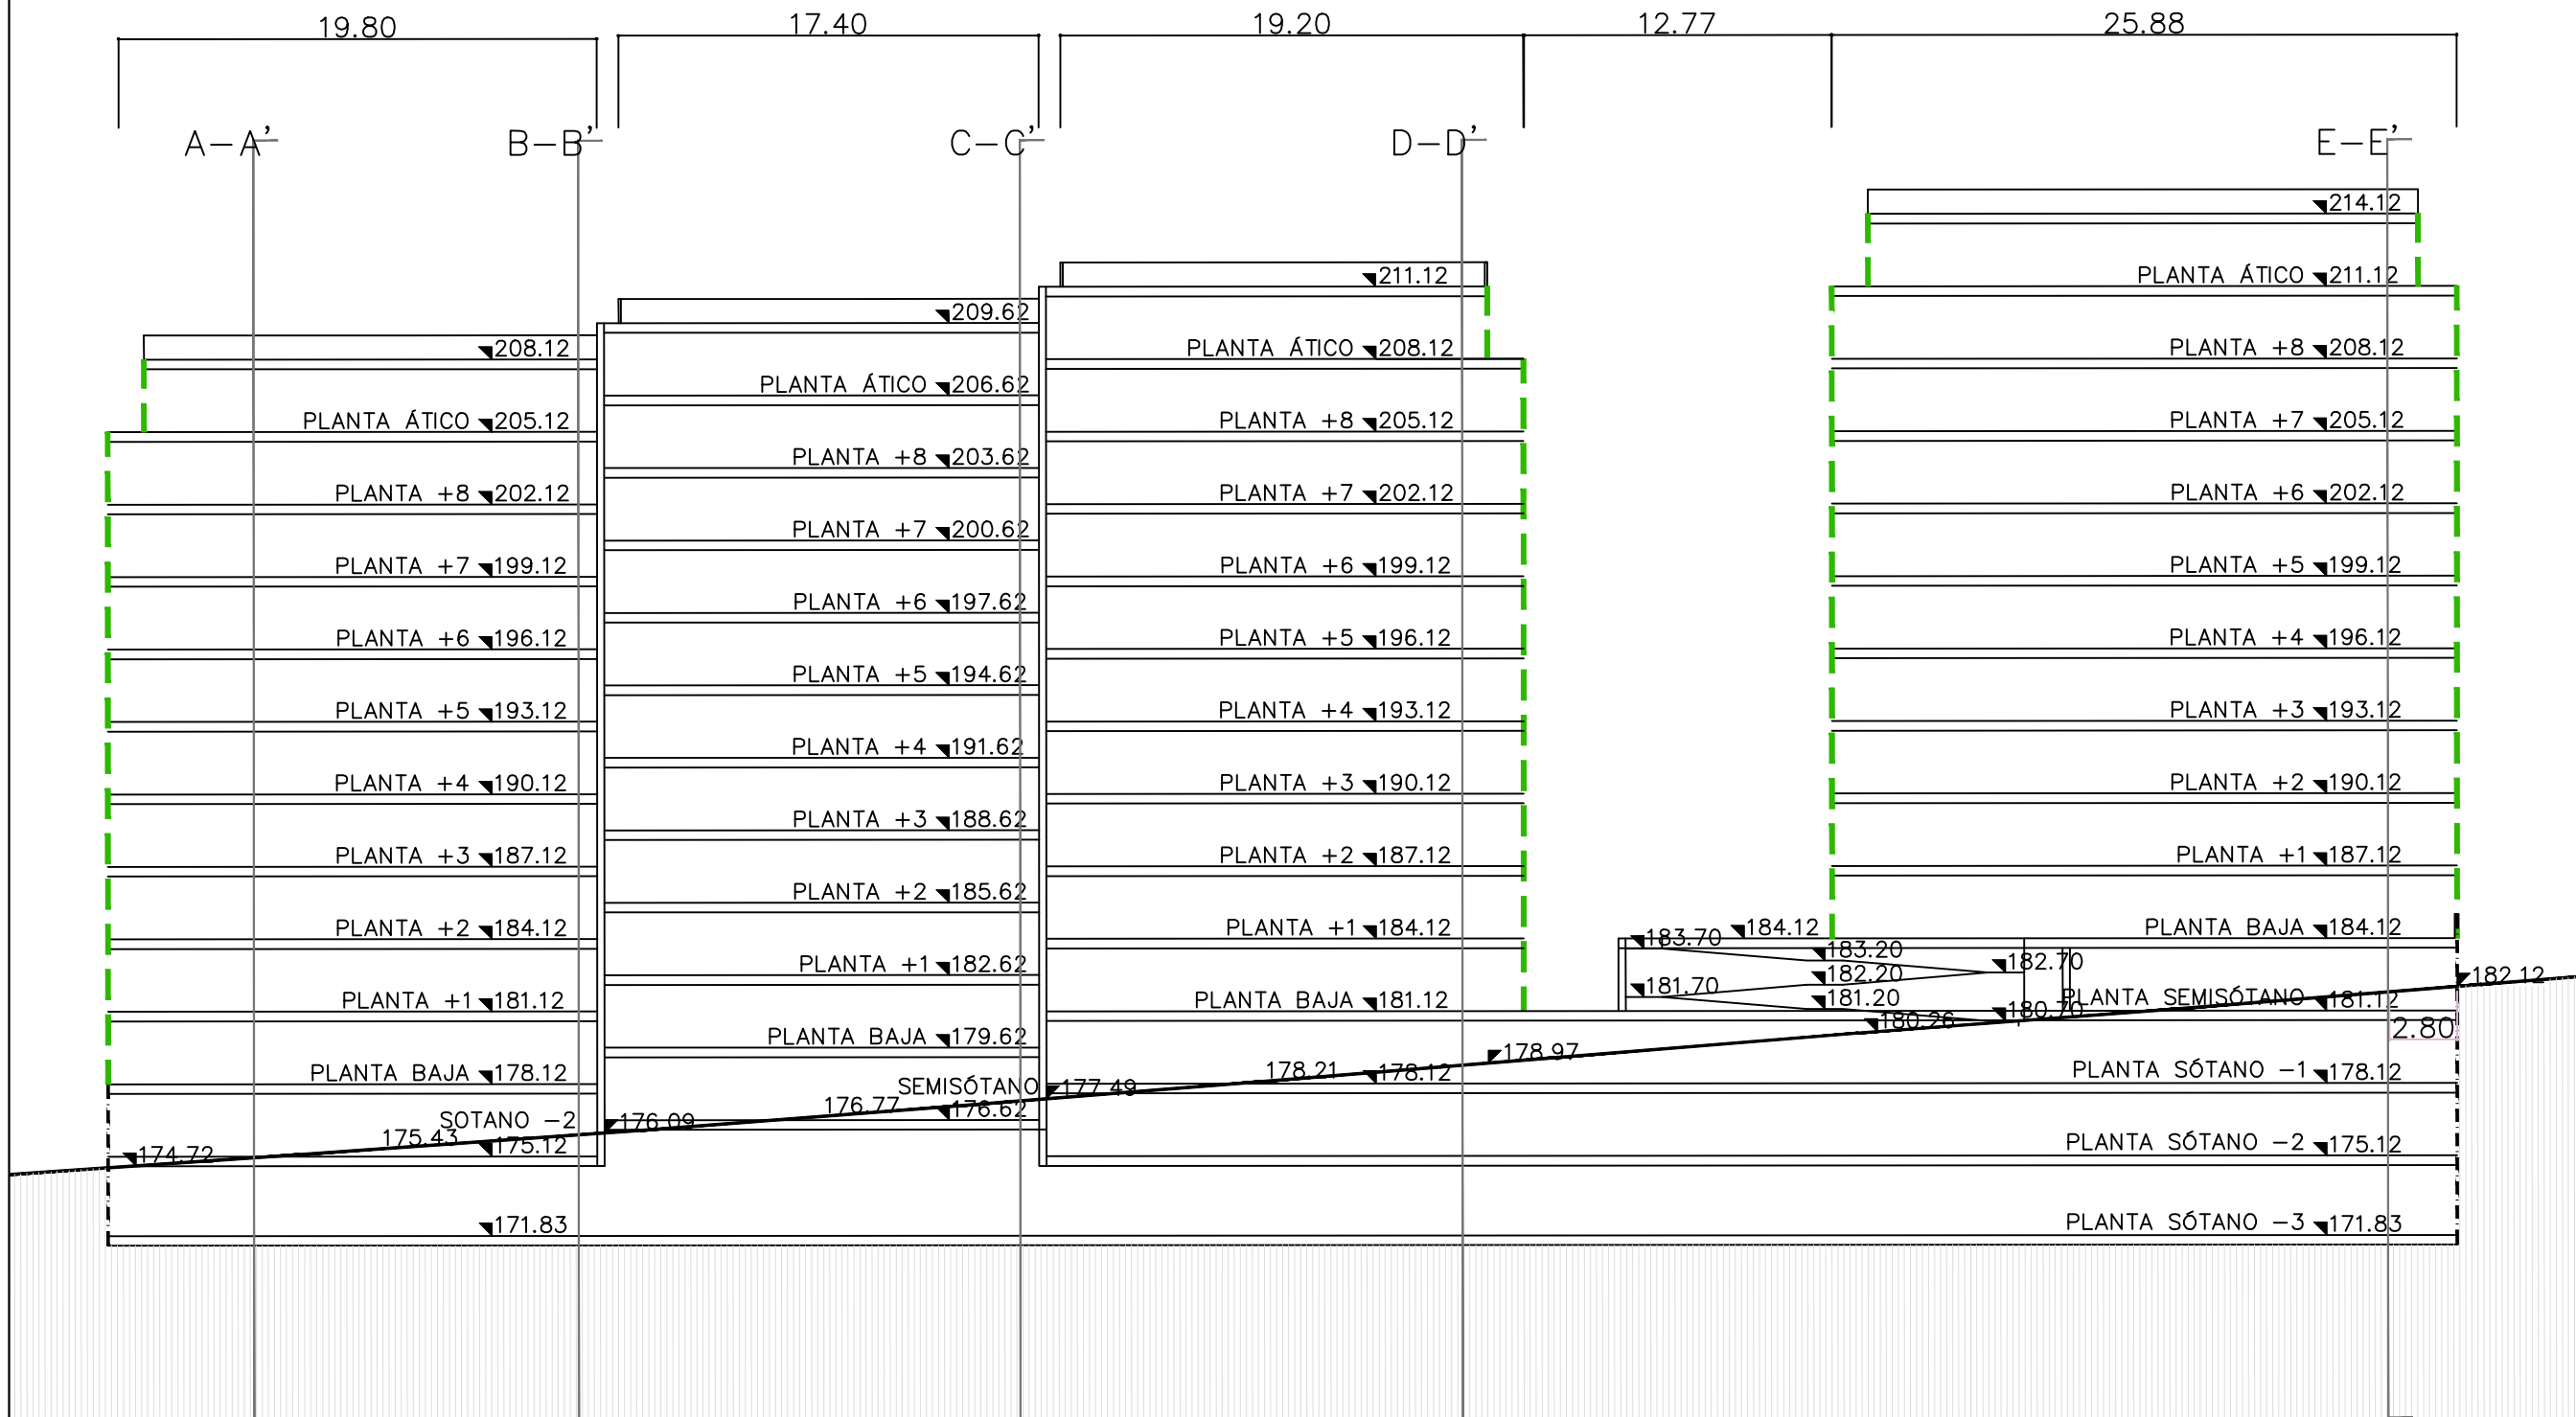 19.80 17.40 19.20 12.77 25.88
A-A' B-B' C-C' D-D' E-E'
214.12
211.12 PLANTA ÁTICO 211.12
209.62
208.12 PLANTA ÁTICO 208.12 PLANTA +8 208.12
PLANTA ÁTICO 206.62
PLANTA ÁTICO 205.12 PLANTA +8 205.12 PLANTA +7 205.12
PLANTA +8 203.62
PLANTA +8 202.12 PLANTA +7 202.12 PLANTA +6 202.12
PLANTA +7 200.62
PLANTA +7 199.12 PLANTA +6 199.12 PLANTA +5 199.12
PLANTA +6 197.62
PLANTA +6 196.12 PLANTA +5 196.12 PLANTA +4 196.12
PLANTA +5 194.62
PLANTA +5 193.12 PLANTA +4 193.12 PLANTA +3 193.12
PLANTA +4 191.62
PLANTA +4 190.12 PLANTA +3 190.12 PLANTA +2 190.12
PLANTA +3 188.62
PLANTA +3 187.12 PLANTA +2 187.12 PLANTA +1 187.12
PLANTA +2 185.62
PLANTA +2 184.12 PLANTA +1 184.12 184.12 PLANTA BAJA 184.12
183.70
183.20
PLANTA +1 182.62 182.70
182.20 182.12
181.70
PLANTA +1 181.12 PLANTA BAJA 181.12 181.20 PLANTA SEMISÓTANO 181.12
180.70
180.26 2.80
PLANTA BAJA 179.62
178.97
PLANTA BAJA 178.12 178.21 178.12 PLANTA SÓTANO -1 178.12
SEMISÓTANO 177.49
176.77 176.62
SOTANO -2 176.09
175.43 175.12 PLANTA SÓTANO -2 175.12
174.72
171.83 PLANTA SÓTANO -3 171.83